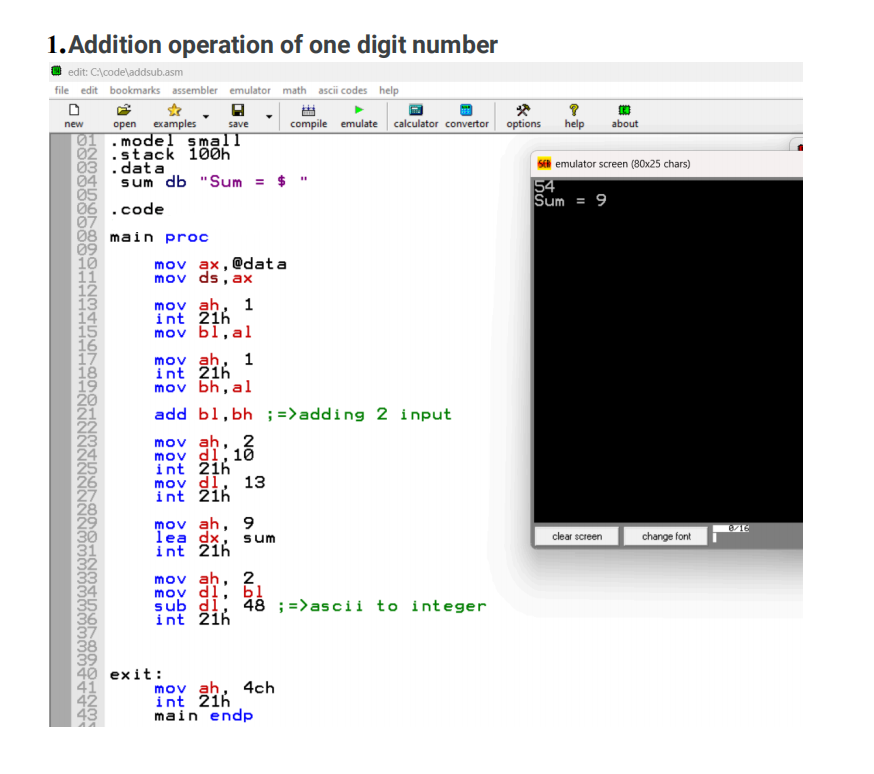 1.Addition operation of one digit number
edit: C:\code\addsub.asm
file edit bookmarks assembler emulator math ascii codes help
new open examples save compile emulate calculator convertor options help about
01 .model small
02 .stack 100h
03 .data
04 sum db "Sum = $ "
05
06 .code
07
08 main proc
09
10 mov ax,@data
11 mov ds,ax
12
13 mov ah, 1
14 int 21h
15 mov bl,al
16
17 mov ah, 1
18 int 21h
19 mov bh,al
20
21 add bl,bh ;=>adding 2 input
22
23 mov ah, 2
24 mov dl,10
25 int 21h
26 mov dl, 13
27 int 21h
28
29 mov ah, 9
30 lea dx, sum
31 int 21h
32
33 mov ah, 2
34 mov dl, bl
35 sub dl, 48 ;=>ascii to integer
36 int 21h
37
38
39
40 exit:
41 mov ah, 4ch
42 int 21h
43 main endp
emulator screen (80x25 chars)
54
Sum = 9
clear screen change font 0/16